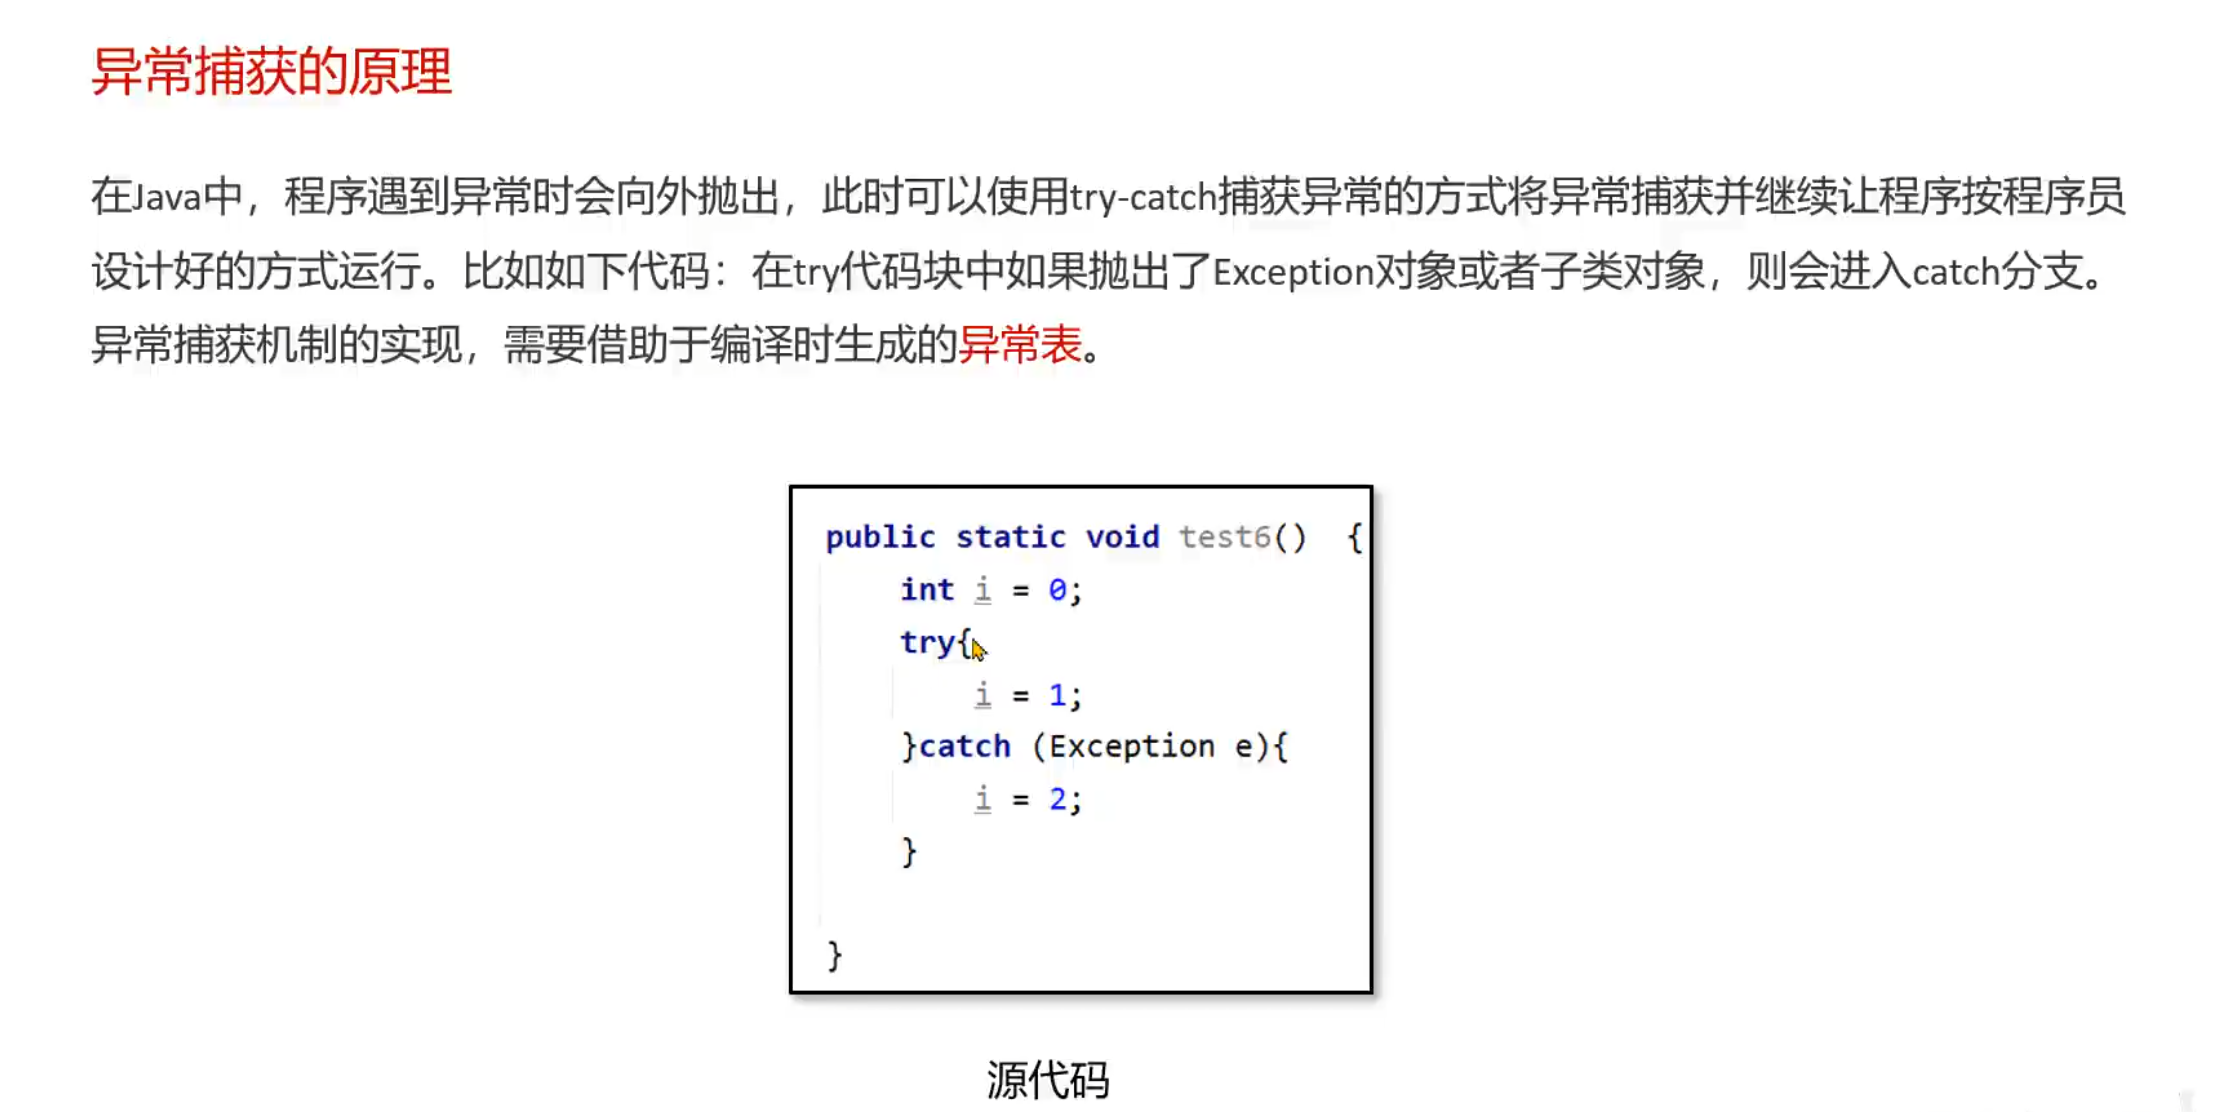 异常捕获的原理
在Java中，程序遇到异常时会向外抛出，此时可以使用try-catch捕获异常的方式将异常捕获并继续让程序按程序员
设计好的方式运行。比如如下代码：在try代码块中如果抛出了Exception对象或者子类对象，则会进入catch分支。
异常捕获机制的实现，需要借助于编译时生成的异常表。
public static void test6()  {
    int i = 0;
    try{
        i = 1;
    }catch (Exception e){
        i = 2;
    }
}
源代码